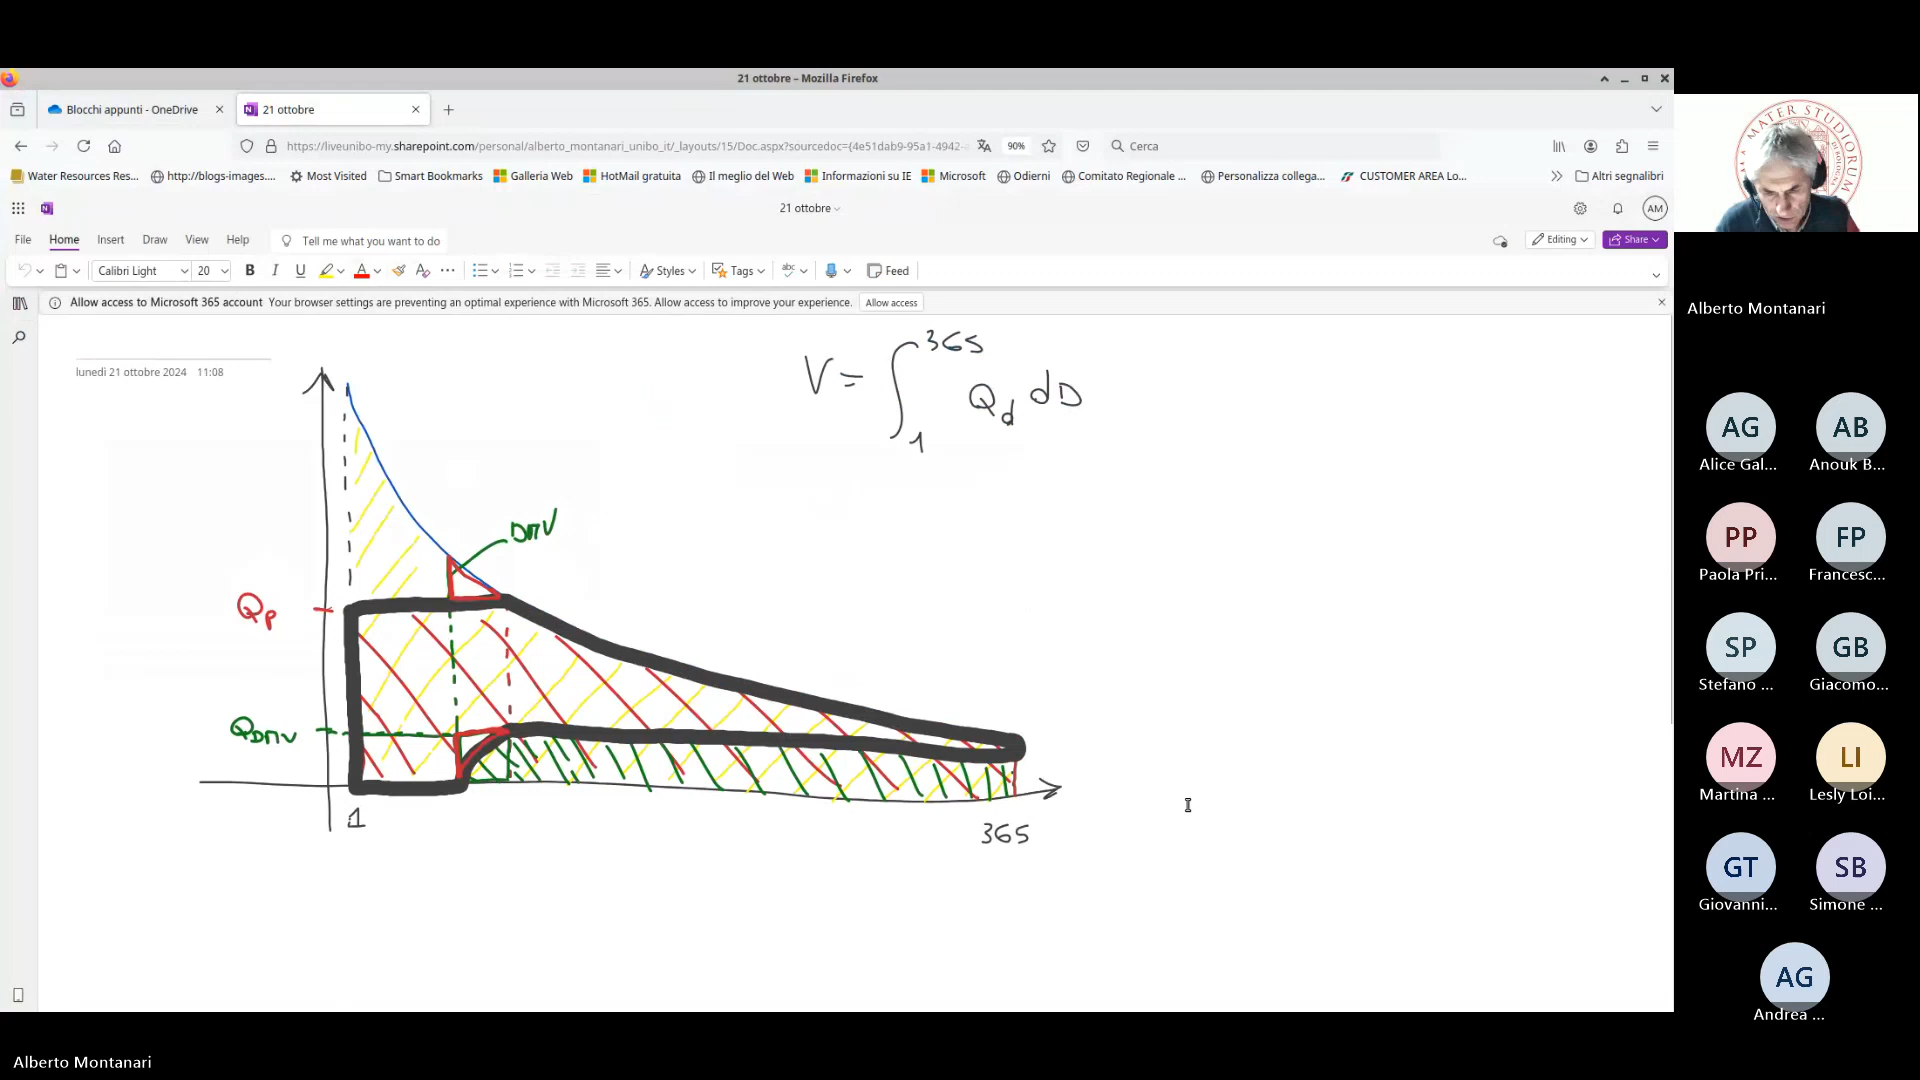 21 ottobre – Mozilla Firefox
Blocchi appunti - OneDrive
21 ottobre
https://liveunibo-my.sharepoint.com/personal/alberto_montanari_unibo_it/_layouts/15/Doc.aspx?sourcedoc={4e51dab9-95a1-4942-
90%
Cerca
Water Resources Res...
http://blogs-images....
Most Visited
Smart Bookmarks
Galleria Web
HotMail gratuita
Il meglio del Web
Informazioni su IE
Microsoft
Odierni
Comitato Regionale ...
Personalizza collega...
CUSTOMER AREA Lo...
Altri segnalibri
21 ottobre
AM
File Home Insert Draw View Help
Tell me what you want to do
Editing
Share
Calibri Light
20
B I U
A
Styles
Tags
abc
Feed
Allow access to Microsoft 365 account Your browser settings are preventing an optimal experience with Microsoft 365. Allow access to improve your experience.
Allow access
lunedì 21 ottobre 2024 11:08
V = ∫₁³⁶⁵ Q_d dD
DMV
Qp
QDMV
1
365
MATER STUDIORUM
Alberto Montanari
AG
Alice Gal...
AB
Anouk B...
PP
Paola Pri...
FP
Francesc...
SP
Stefano ...
GB
Giacomo...
MZ
Martina ...
LI
Lesly Loi...
GT
Giovanni...
SB
Simone ...
AG
Andrea ...
Alberto Montanari